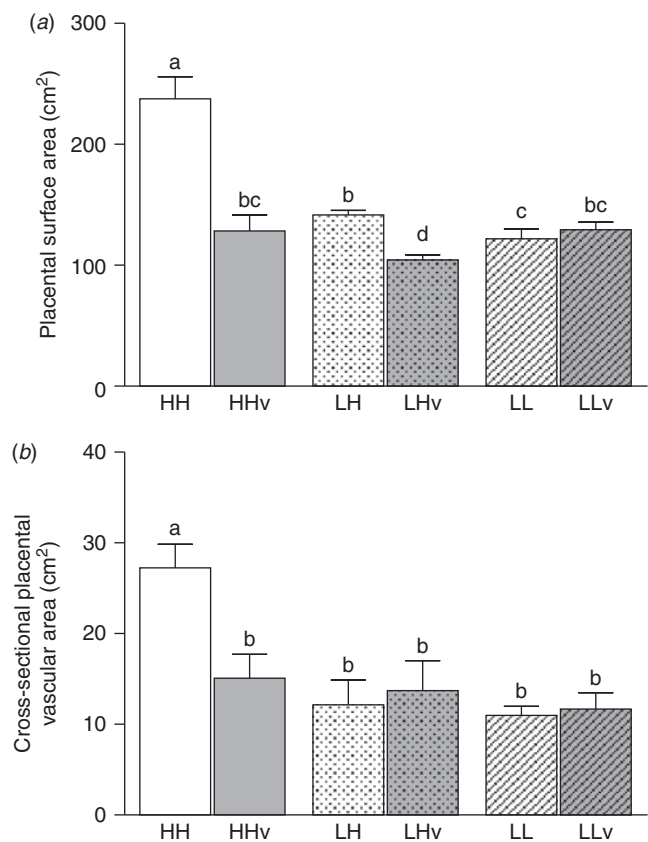 (a)
300
200
100
0
Placental surface area (cm²)
a
bc
b
d
c
bc
HH HHv LH LHv LL LLv
(b)
40
30
20
10
0
Cross-sectional placental
vascular area (cm²)
a
b
b
b
b
b
HH HHv LH LHv LL LLv